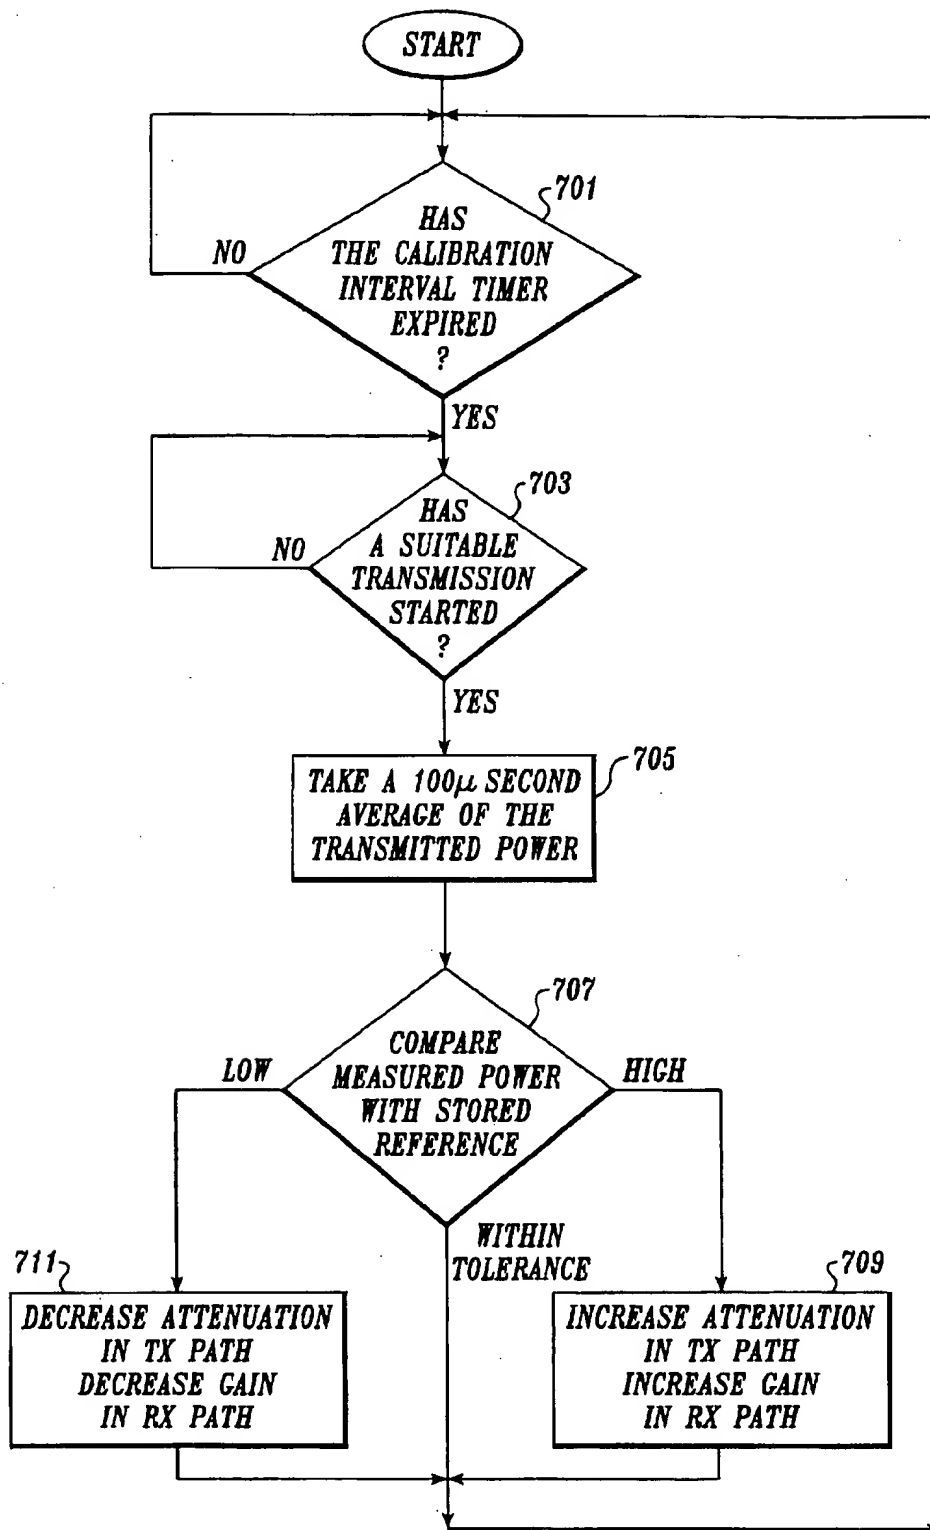 START
701
HAS
THE CALIBRATION
INTERVAL TIMER
EXPIRED
?
NO
YES
703
HAS
A SUITABLE
TRANSMISSION
STARTED
?
NO
YES
705
TAKE A 100μ SECOND
AVERAGE OF THE
TRANSMITTED POWER
707
COMPARE
MEASURED POWER
WITH STORED
REFERENCE
LOW
HIGH
WITHIN
TOLERANCE
711
DECREASE ATTENUATION
IN TX PATH
DECREASE GAIN
IN RX PATH
709
INCREASE ATTENUATION
IN TX PATH
INCREASE GAIN
IN RX PATH